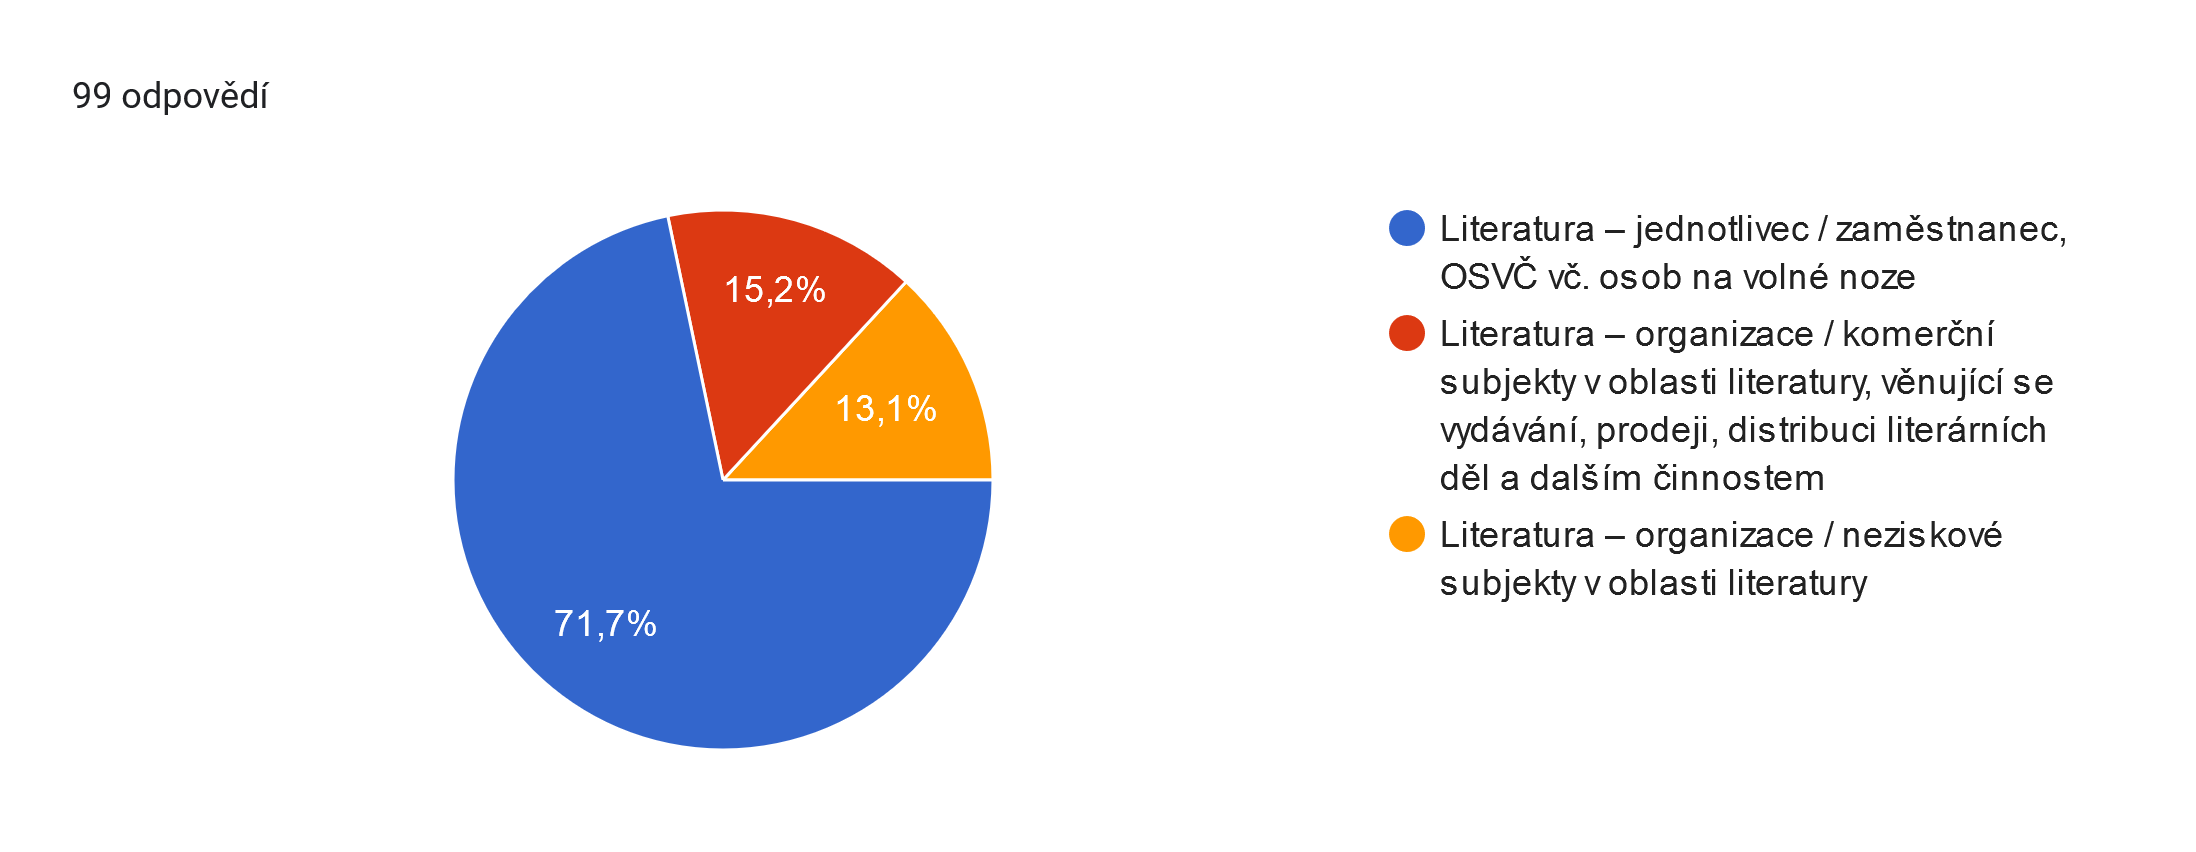 99 odpovědí
15,2%
13,1%
71,7%
Literatura – jednotlivec / zaměstnanec,
OSVČ vč. osob na volné noze
Literatura – organizace / komerční
subjekty v oblasti literatury, věnující se
vydávání, prodeji, distribuci literárních
děl a dalším činnostem
Literatura – organizace / neziskové
subjekty v oblasti literatury